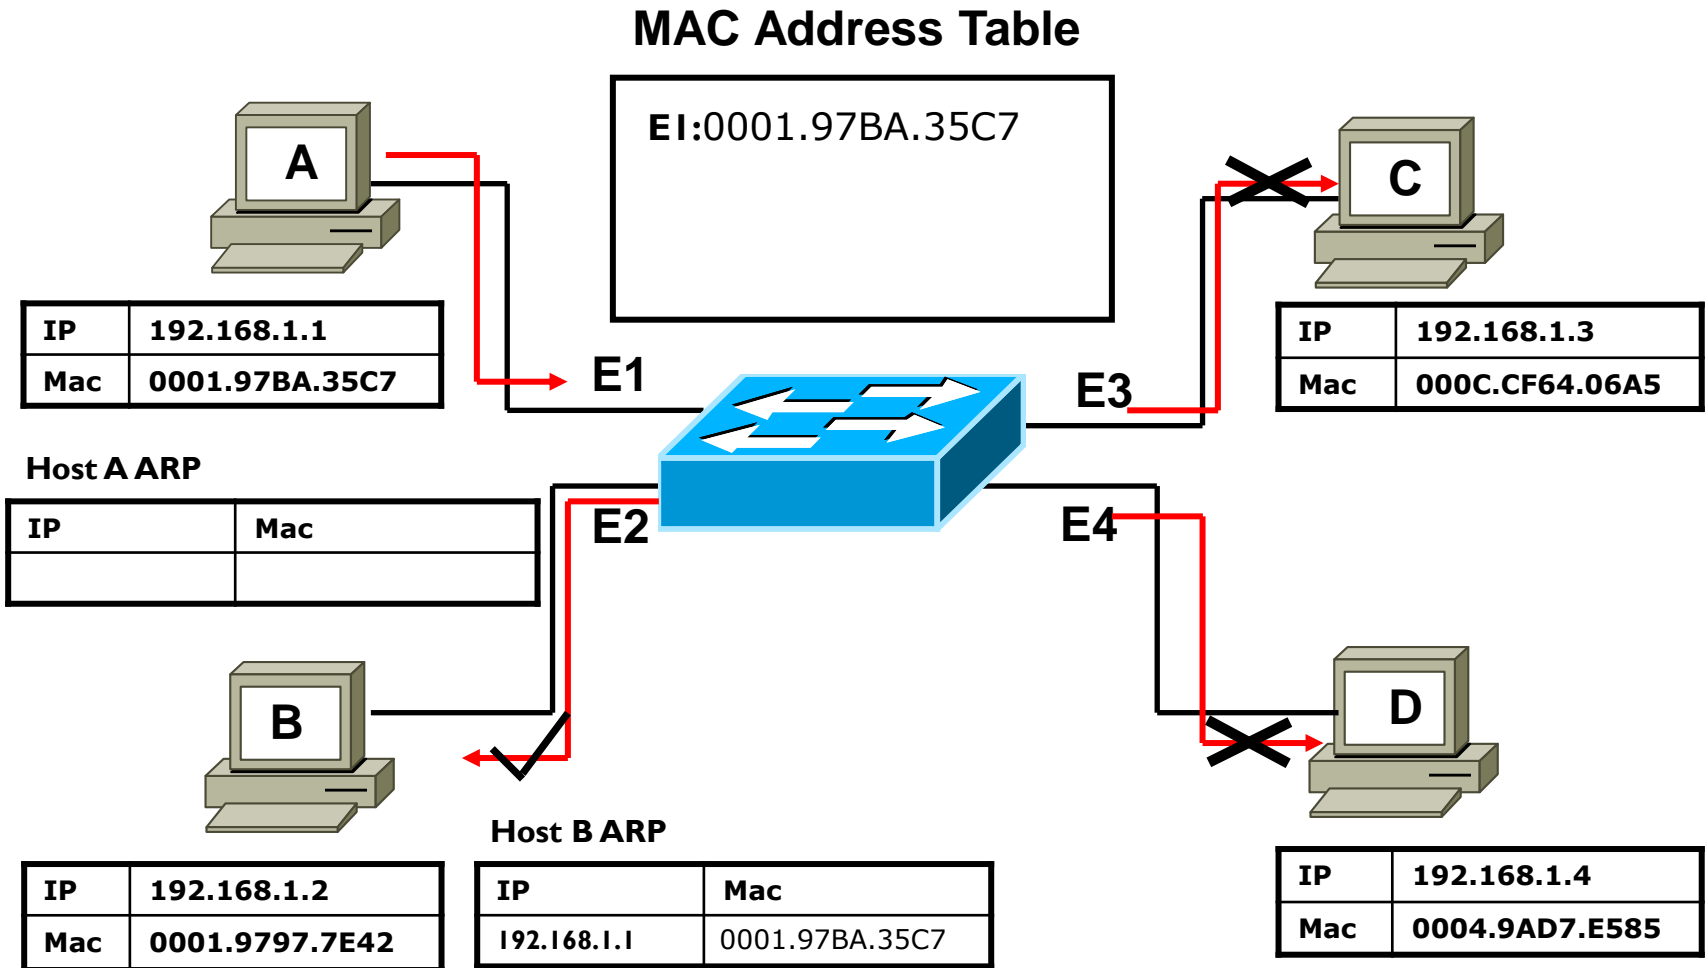 MAC Address Table
E1:0001.97BA.35C7
A
C
IP 192.168.1.1
Mac 0001.97BA.35C7
IP 192.168.1.3
Mac 000C.CF64.06A5
E1
E3
Host A ARP
IP Mac
E2
E4
B
D
Host B ARP
IP 192.168.1.2
Mac 0001.9797.7E42
IP Mac
192.168.1.1 0001.97BA.35C7
IP 192.168.1.4
Mac 0004.9AD7.E585